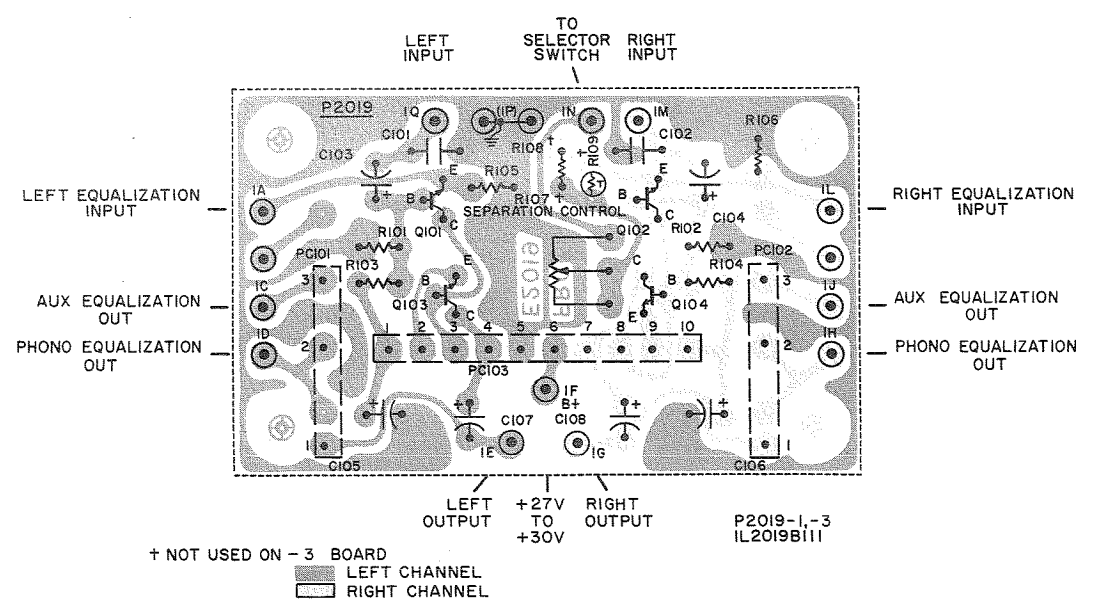 TO
SELECTOR
SWITCH
LEFT
INPUT
RIGHT
INPUT
P2019
1Q
(1P)
1N
1M
R106
C101
C102
C103
R108
†
R109
†
E
E
R105
LEFT EQUALIZATION
INPUT
1A
B
R107
†
B
1L
RIGHT EQUALIZATION
INPUT
SEPARATION CONTROL
C
C
C104
R101
Q101
Q102
R102
PC101
PC102
R103
E
C
R104
3
B
B
3
E2019
AUX EQUALIZATION
OUT
1C
Q103
C
E
Q104
1J
AUX EQUALIZATION
OUT
PHONO EQUALIZATION
OUT
1D
2
1 2 3 4 5 6 7 8 9 10
2
1H
PHONO EQUALIZATION
OUT
PC103
1F
B+
C107
C108
1E
1G
1
1
C105
C106
LEFT
OUTPUT
+27V
TO
+30V
RIGHT
OUTPUT
P2019-1,-3
1L2019B111
† NOT USED ON -3 BOARD
LEFT CHANNEL
RIGHT CHANNEL